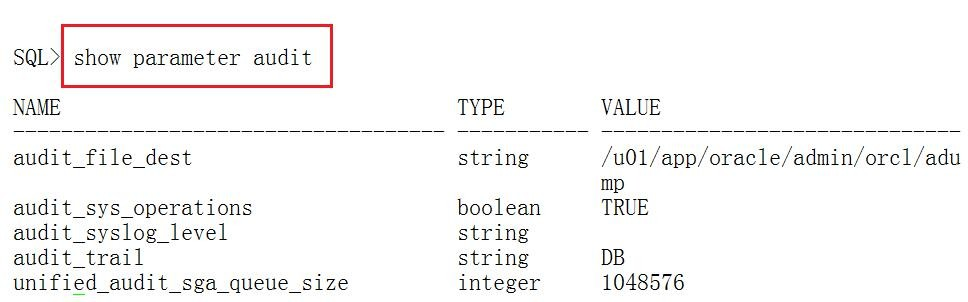 SQL> show parameter audit
NAME                                 TYPE        VALUE
------------------------------------ ----------- ------------------------------
audit_file_dest                      string      /u01/app/oracle/admin/orcl/adu
                                                 mp
audit_sys_operations                 boolean     TRUE
audit_syslog_level                   string
audit_trail                          string      DB
unified_audit_sga_queue_size         integer     1048576